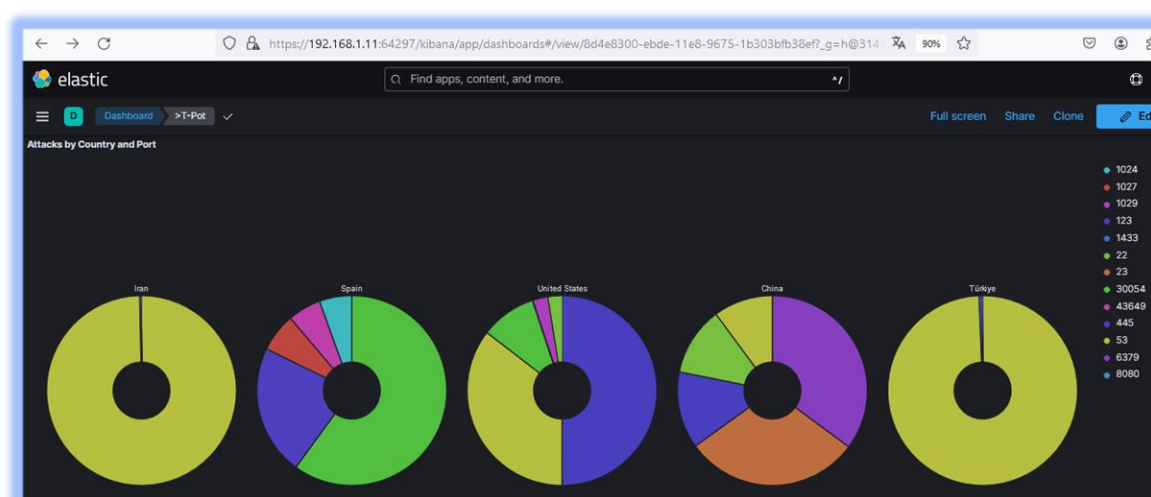 https://192.168.1.11:64297/kibana/app/dashboards#/view/8d4e8300-ebde-11e8-9675-1b303bfb38ef?_g=h@314
90%
elastic
Find apps, content, and more.
^/
D
Dashboard
>T-Pot
Full screen
Share
Clone
Ed
Attacks by Country and Port
1024
1027
1029
123
1433
22
23
30054
43649
445
53
6379
8080
Iran
Spain
United States
China
Türkiye